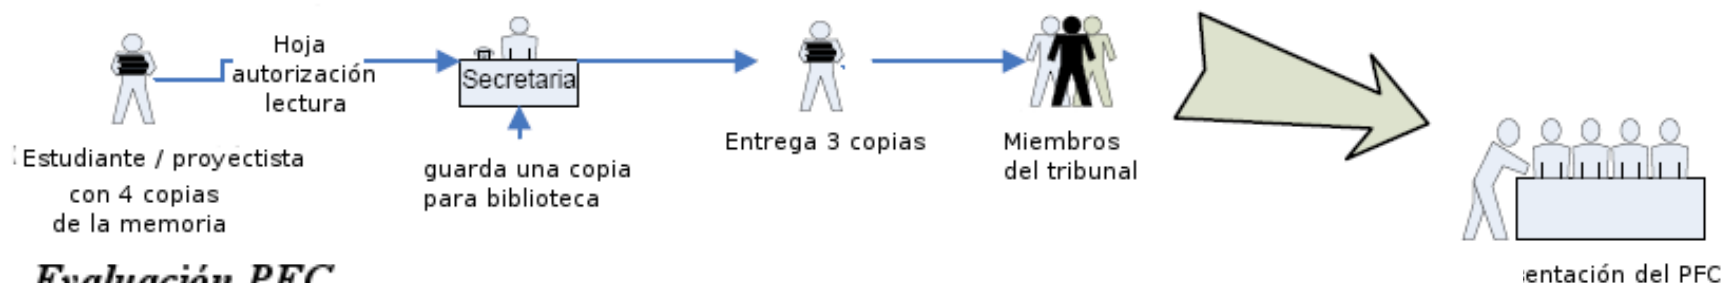 Hoja
autorización
lectura
Estudiante / proyectista
con 4 copias
de la memoria
Secretaria
guarda una copia
para biblioteca
Entrega 3 copias
Miembros
del tribunal
sentación del PFC
Evaluación PFC